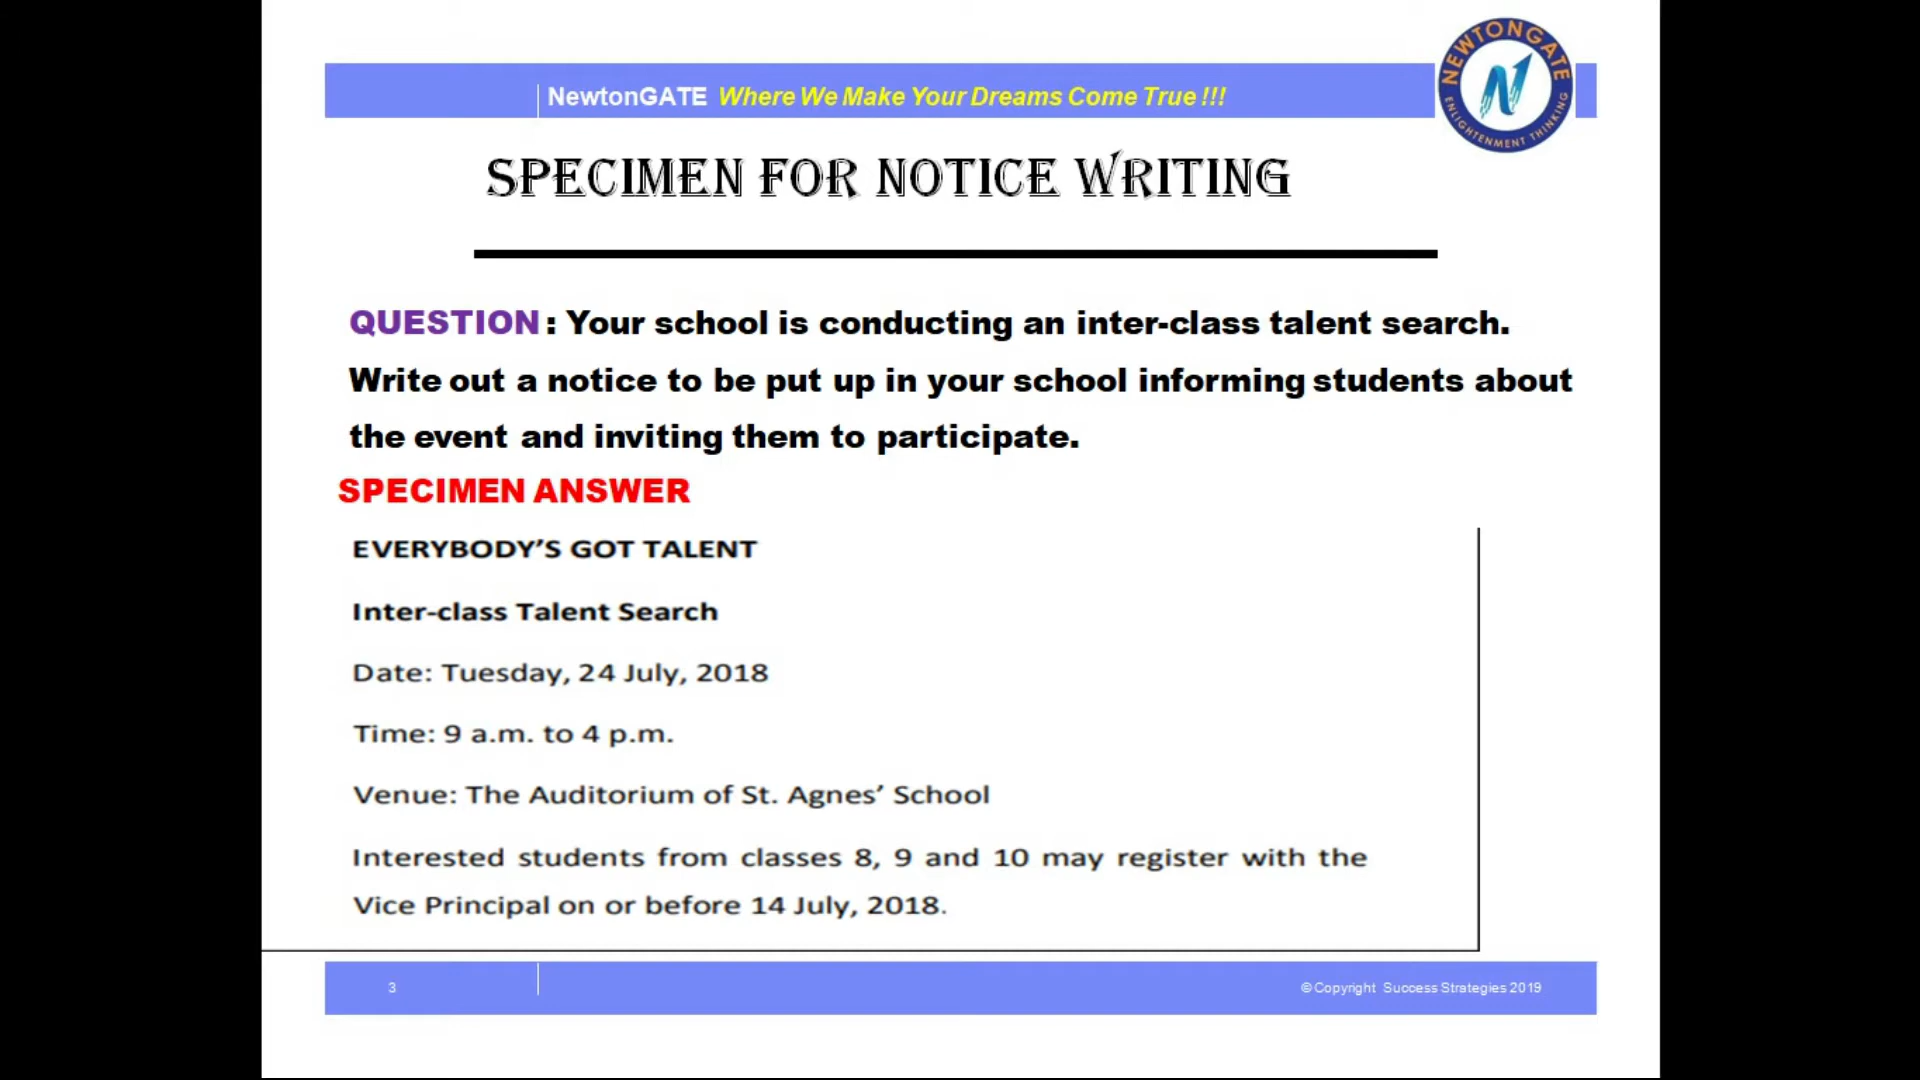 NewtonGATE Where We Make Your Dreams Come True !!!
NEWTONGATE
ENLIGHTENMENT THINKING
SPECIMEN FOR NOTICE WRITING
QUESTION : Your school is conducting an inter-class talent search.
Write out a notice to be put up in your school informing students about
the event and inviting them to participate.
SPECIMEN ANSWER
EVERYBODY’S GOT TALENT
Inter-class Talent Search
Date: Tuesday, 24 July, 2018
Time: 9 a.m. to 4 p.m.
Venue: The Auditorium of St. Agnes’ School
Interested students from classes 8, 9 and 10 may register with the
Vice Principal on or before 14 July, 2018.
3
© Copyright Success Strategies 2019